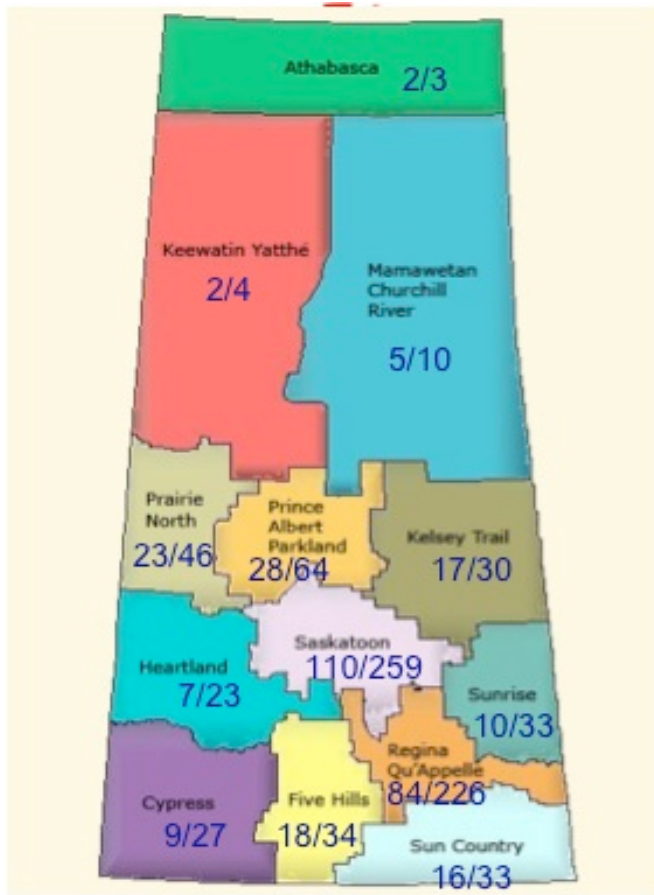 Athabasca
2/3
Keewatin Yatthé
2/4
Mamawetan
Churchill
River
5/10
Prairie
North
23/46
Prince
Albert
Parkland
28/64
Kelsey Trail
17/30
Saskatoon
110/259
Heartland
7/23
Sunrise
10/33
Regina
Qu'Appelle
84/226
Cypress
9/27
Five Hills
18/34
Sun Country
16/33